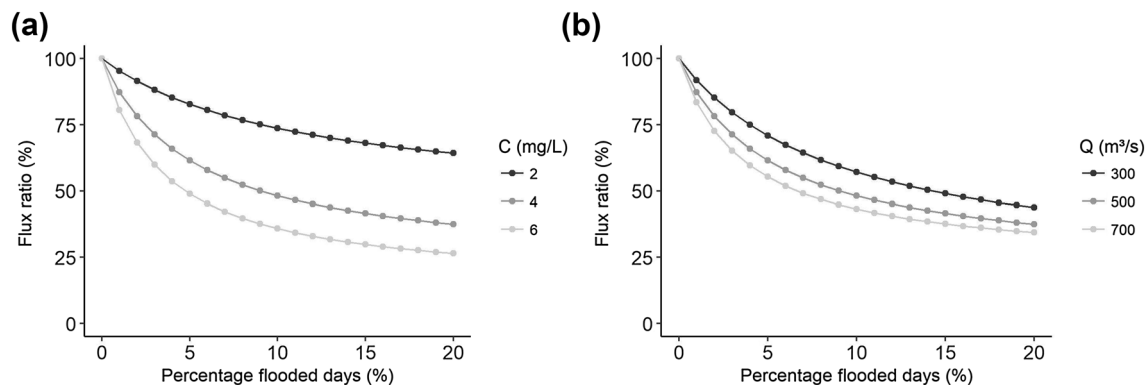 (a)
Flux ratio (%)
100
75
50
25
0
0 5 10 15 20
Percentage flooded days (%)
C (mg/L)
2
4
6
(b)
Flux ratio (%)
100
75
50
25
0
0 5 10 15 20
Percentage flooded days (%)
Q (m³/s)
300
500
700